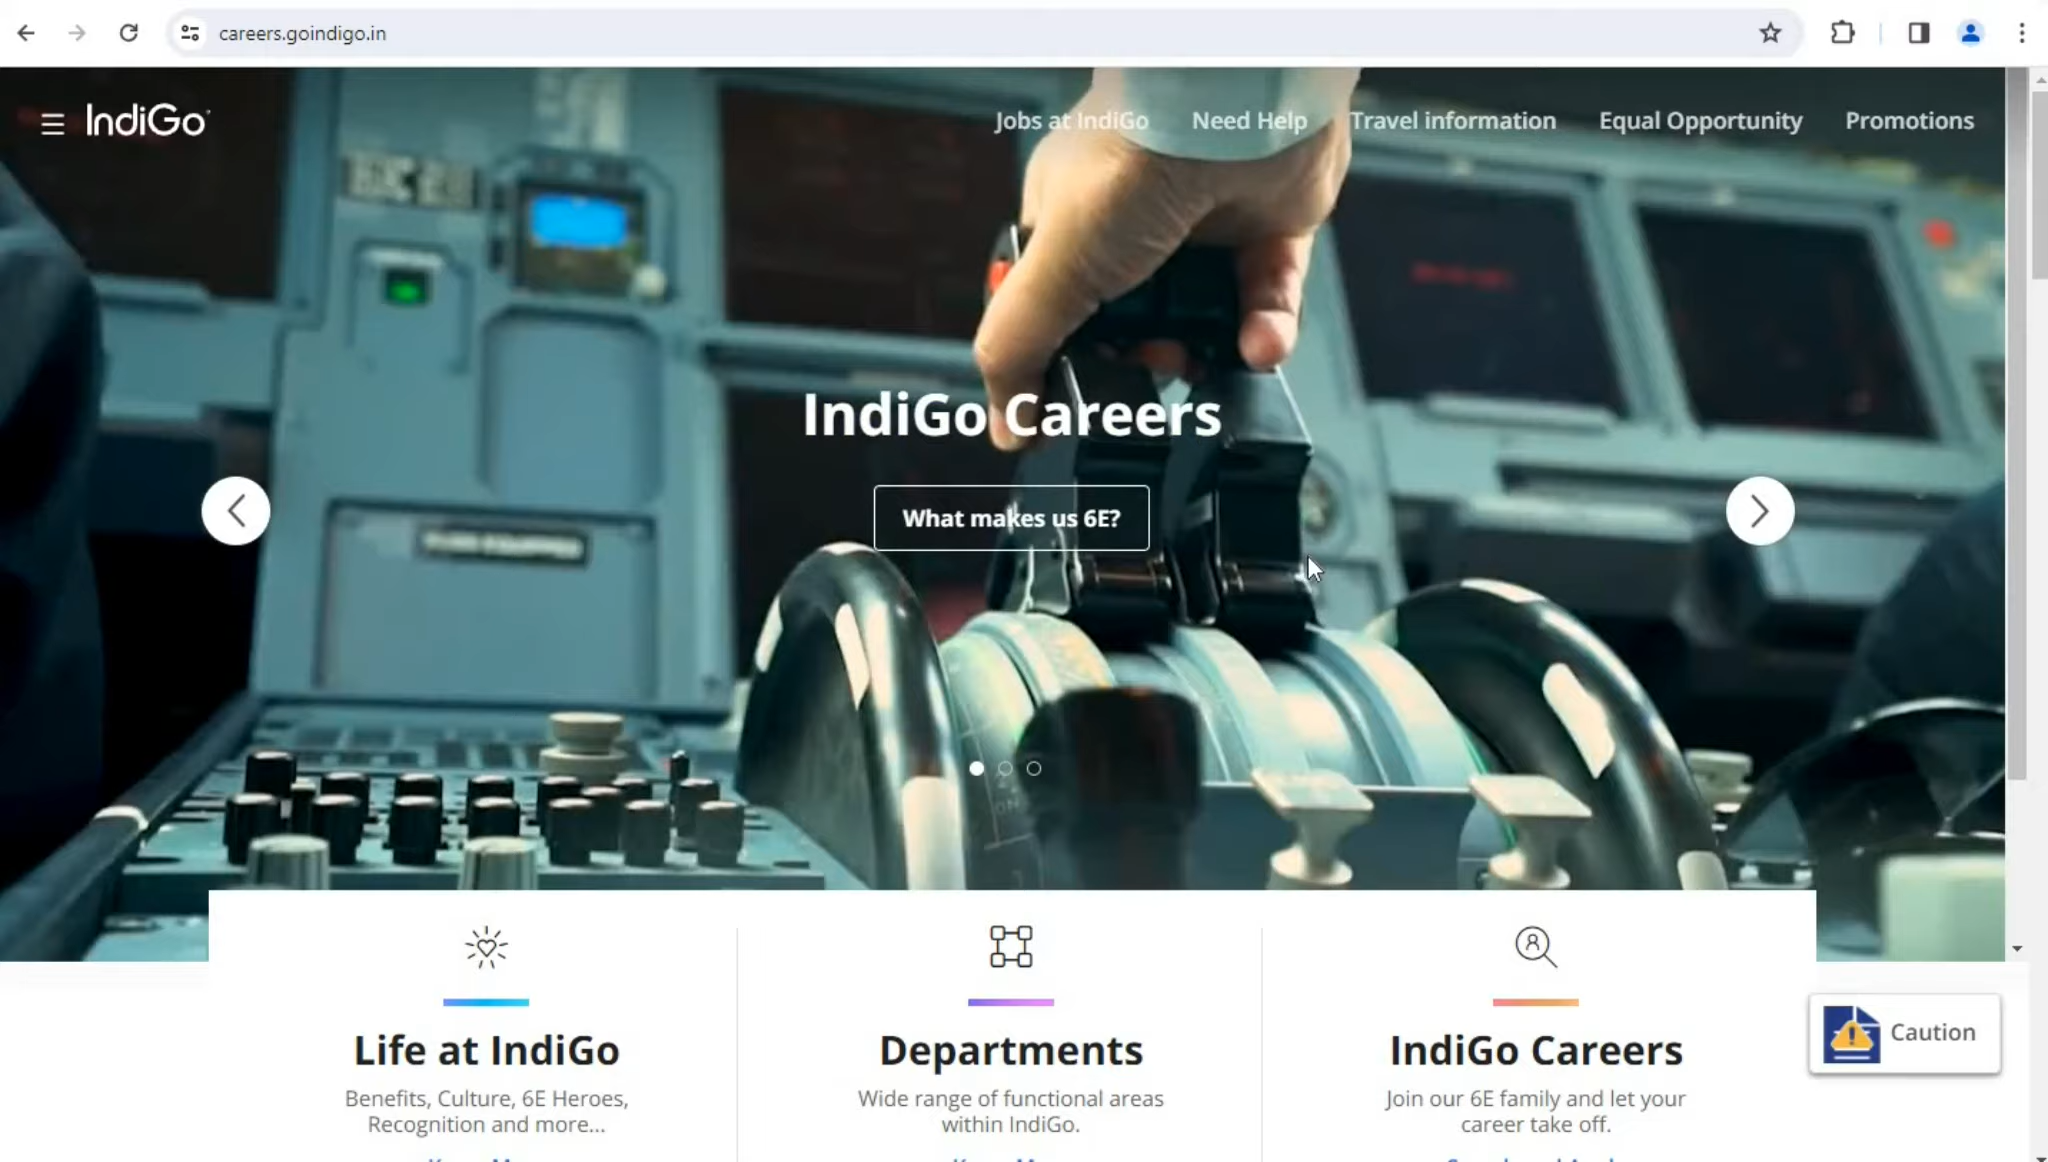 careers.goindigo.in
IndiGo
Jobs at IndiGo
Need Help
Travel information
Equal Opportunity
Promotions
IndiGo Careers
What makes us 6E?
Life at IndiGo
Benefits, Culture, 6E Heroes,
Recognition and more...
Departments
Wide range of functional areas
within IndiGo.
IndiGo Careers
Join our 6E family and let your
career take off.
Caution